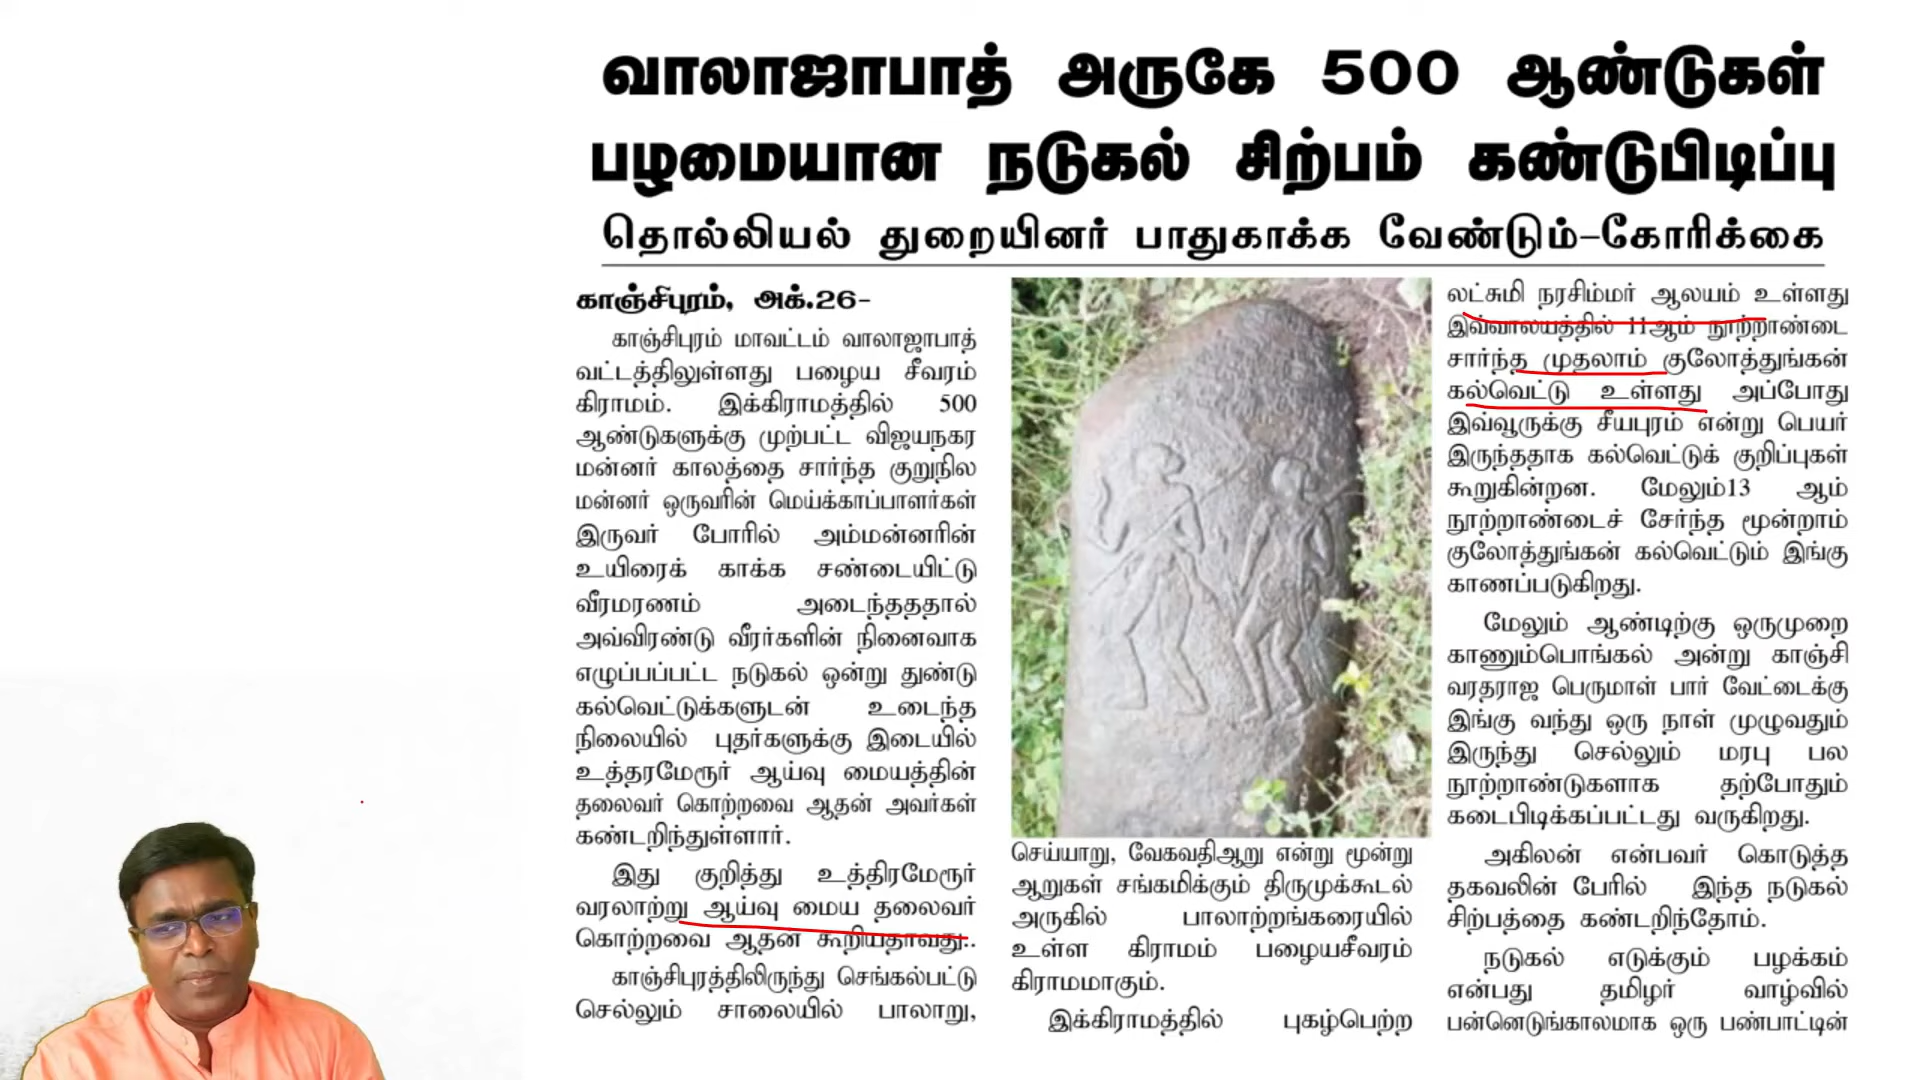 வாலாஜாபாத் அருகே 500 ஆண்டுகள்
பழமையான நடுகல் சிற்பம் கண்டுபிடிப்பு
தொல்லியல் துறையினர் பாதுகாக்க வேண்டும்-கோரிக்கை
காஞ்சிபுரம், அக்.26-
காஞ்சிபுரம் மாவட்டம் வாலாஜாபாத்
வட்டத்திலுள்ளது பழைய சீவரம்
கிராமம். இக்கிராமத்தில் 500
ஆண்டுகளுக்கு முற்பட்ட விஜயநகர
மன்னர் காலத்தை சார்ந்த குறுநில
மன்னர் ஒருவரின் மெய்க்காப்பாளர்கள்
இருவர் போரில் அம்மன்னரின்
உயிரைக் காக்க சண்டையிட்டு
வீரமரணம் அடைந்தததால்
அவ்விரண்டு வீரர்களின் நினைவாக
எழுப்பப்பட்ட நடுகல் ஒன்று துண்டு
கல்வெட்டுக்களுடன் உடைந்த
நிலையில் புதர்களுக்கு இடையில்
உத்தரமேரூர் ஆய்வு மையத்தின்
தலைவர் கொற்றவை ஆதன் அவர்கள்
கண்டறிந்துள்ளார்.
இது குறித்து உத்திரமேரூர்
வரலாற்று ஆய்வு மைய தலைவர்
கொற்றவை ஆதன் கூறியதாவது:.
காஞ்சிபுரத்திலிருந்து செங்கல்பட்டு
செல்லும் சாலையில் பாலாறு,
செய்யாறு, வேகவதிஆறு என்று மூன்று
ஆறுகள் சங்கமிக்கும் திருமுக்கூடல்
அருகில் பாலாற்றங்கரையில்
உள்ள கிராமம் பழையசீவரம்
கிராமமாகும்.
இக்கிராமத்தில் புகழ்பெற்ற
லட்சுமி நரசிம்மர் ஆலயம் உள்ளது
இவ்வாலயத்தில் 11ஆம் நூற்றாண்டை
சார்ந்த முதலாம் குலோத்துங்கன்
கல்வெட்டு உள்ளது அப்போது
இவ்வூருக்கு சீயபுரம் என்று பெயர்
இருந்ததாக கல்வெட்டுக் குறிப்புகள்
கூறுகின்றன. மேலும்13 ஆம்
நூற்றாண்டைச் சேர்ந்த மூன்றாம்
குலோத்துங்கன் கல்வெட்டும் இங்கு
காணப்படுகிறது.
மேலும் ஆண்டிற்கு ஒருமுறை
காணும்பொங்கல் அன்று காஞ்சி
வரதராஜ பெருமாள் பார் வேட்டைக்கு
இங்கு வந்து ஒரு நாள் முழுவதும்
இருந்து செல்லும் மரபு பல
நூற்றாண்டுகளாக தற்போதும்
கடைபிடிக்கப்பட்டது வருகிறது.
அகிலன் என்பவர் கொடுத்த
தகவலின் பேரில் இந்த நடுகல்
சிற்பத்தை கண்டறிந்தோம்.
நடுகல் எடுக்கும் பழக்கம்
என்பது தமிழர் வாழ்வில்
பன்னெடுங்காலமாக ஒரு பண்பாட்டின்